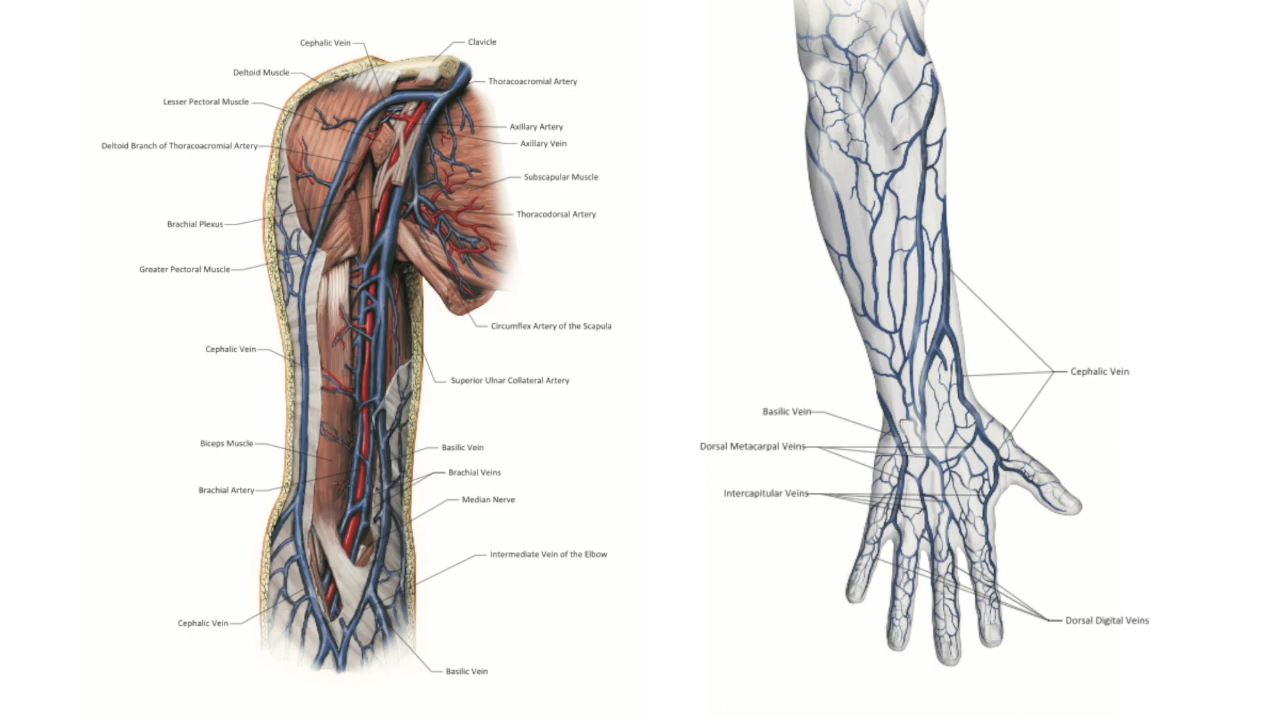 Cephalic Vein
Clavicle
Deltoid Muscle
Thoracoacromial Artery
Lesser Pectoral Muscle
Axillary Artery
Deltoid Branch of Thoracoacromial Artery
Axillary Vein
Subscapular Muscle
Thoracodorsal Artery
Brachial Plexus
Greater Pectoral Muscle
Circumflex Artery of the Scapula
Cephalic Vein
Superior Ulnar Collateral Artery
Biceps Muscle
Basilic Vein
Brachial Veins
Brachial Artery
Median Nerve
Intermediate Vein of the Elbow
Cephalic Vein
Basilic Vein
Cephalic Vein
Basilic Vein
Dorsal Metacarpal Veins
Intercapitular Veins
Dorsal Digital Veins